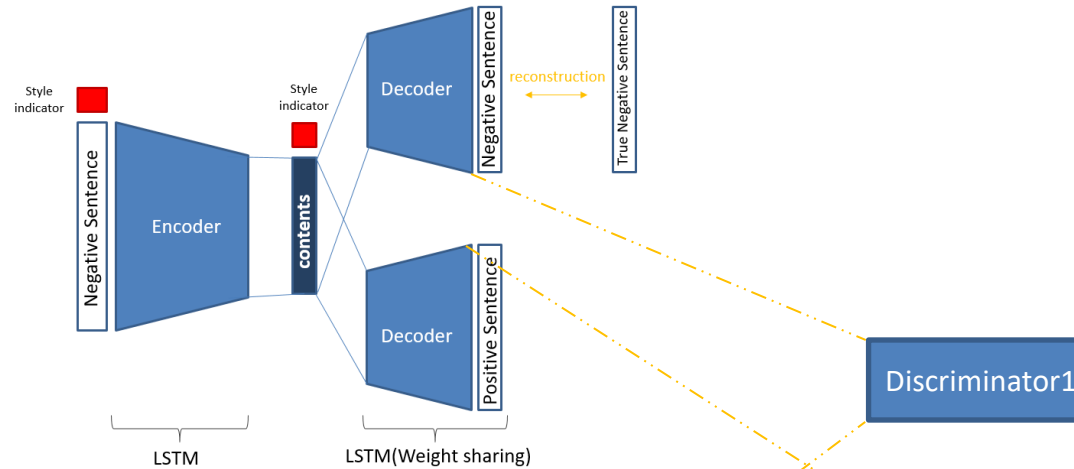 Style
indicator
Negative Sentence
Encoder
LSTM
Style
indicator
contents
Decoder
Negative Sentence
reconstruction
True Negative Sentence
Decoder
Positive Sentence
LSTM(Weight sharing)
Discriminator1